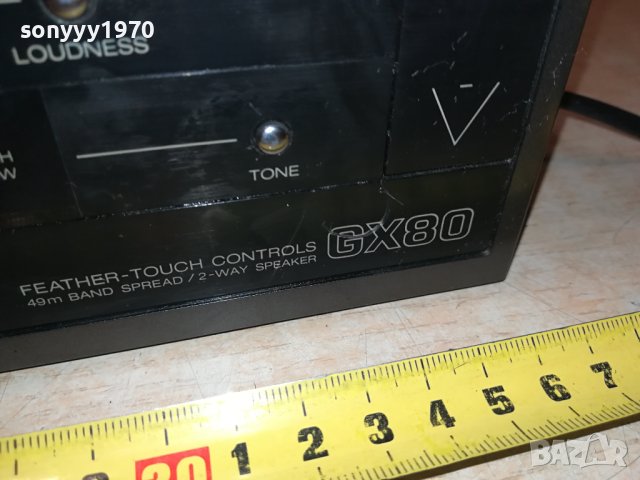 sonyyy1970
LOUDNESS
H
W
TONE
FEATHER-TOUCH CONTROLS
49m BAND SPREAD / 2-WAY SPEAKER
GX80
30 1 2 3 4 5 6 7
BAZAR